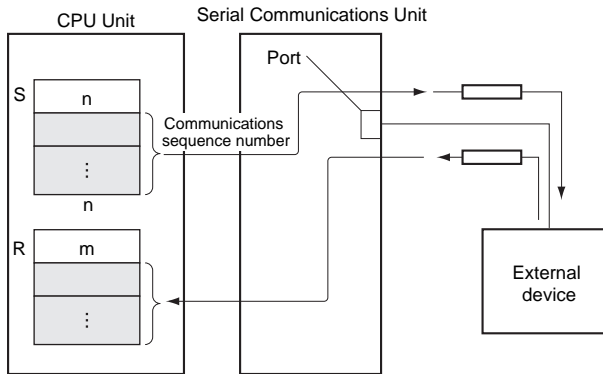 CPU Unit
Serial Communications Unit
Port
S
n
Communications
sequence number
⋮
n
R
m
⋮
External
device